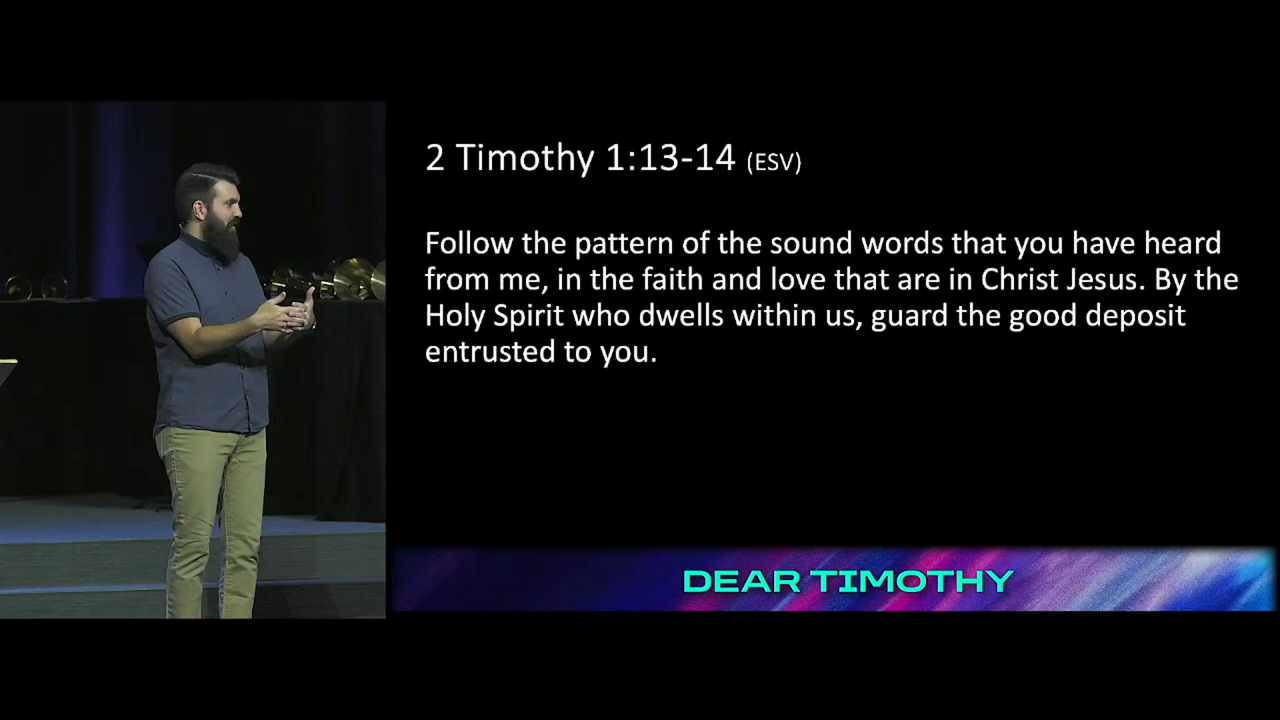 2 Timothy 1:13-14 (ESV)
Follow the pattern of the sound words that you have heard
from me, in the faith and love that are in Christ Jesus. By the
Holy Spirit who dwells within us, guard the good deposit
entrusted to you.
DEAR TIMOTHY